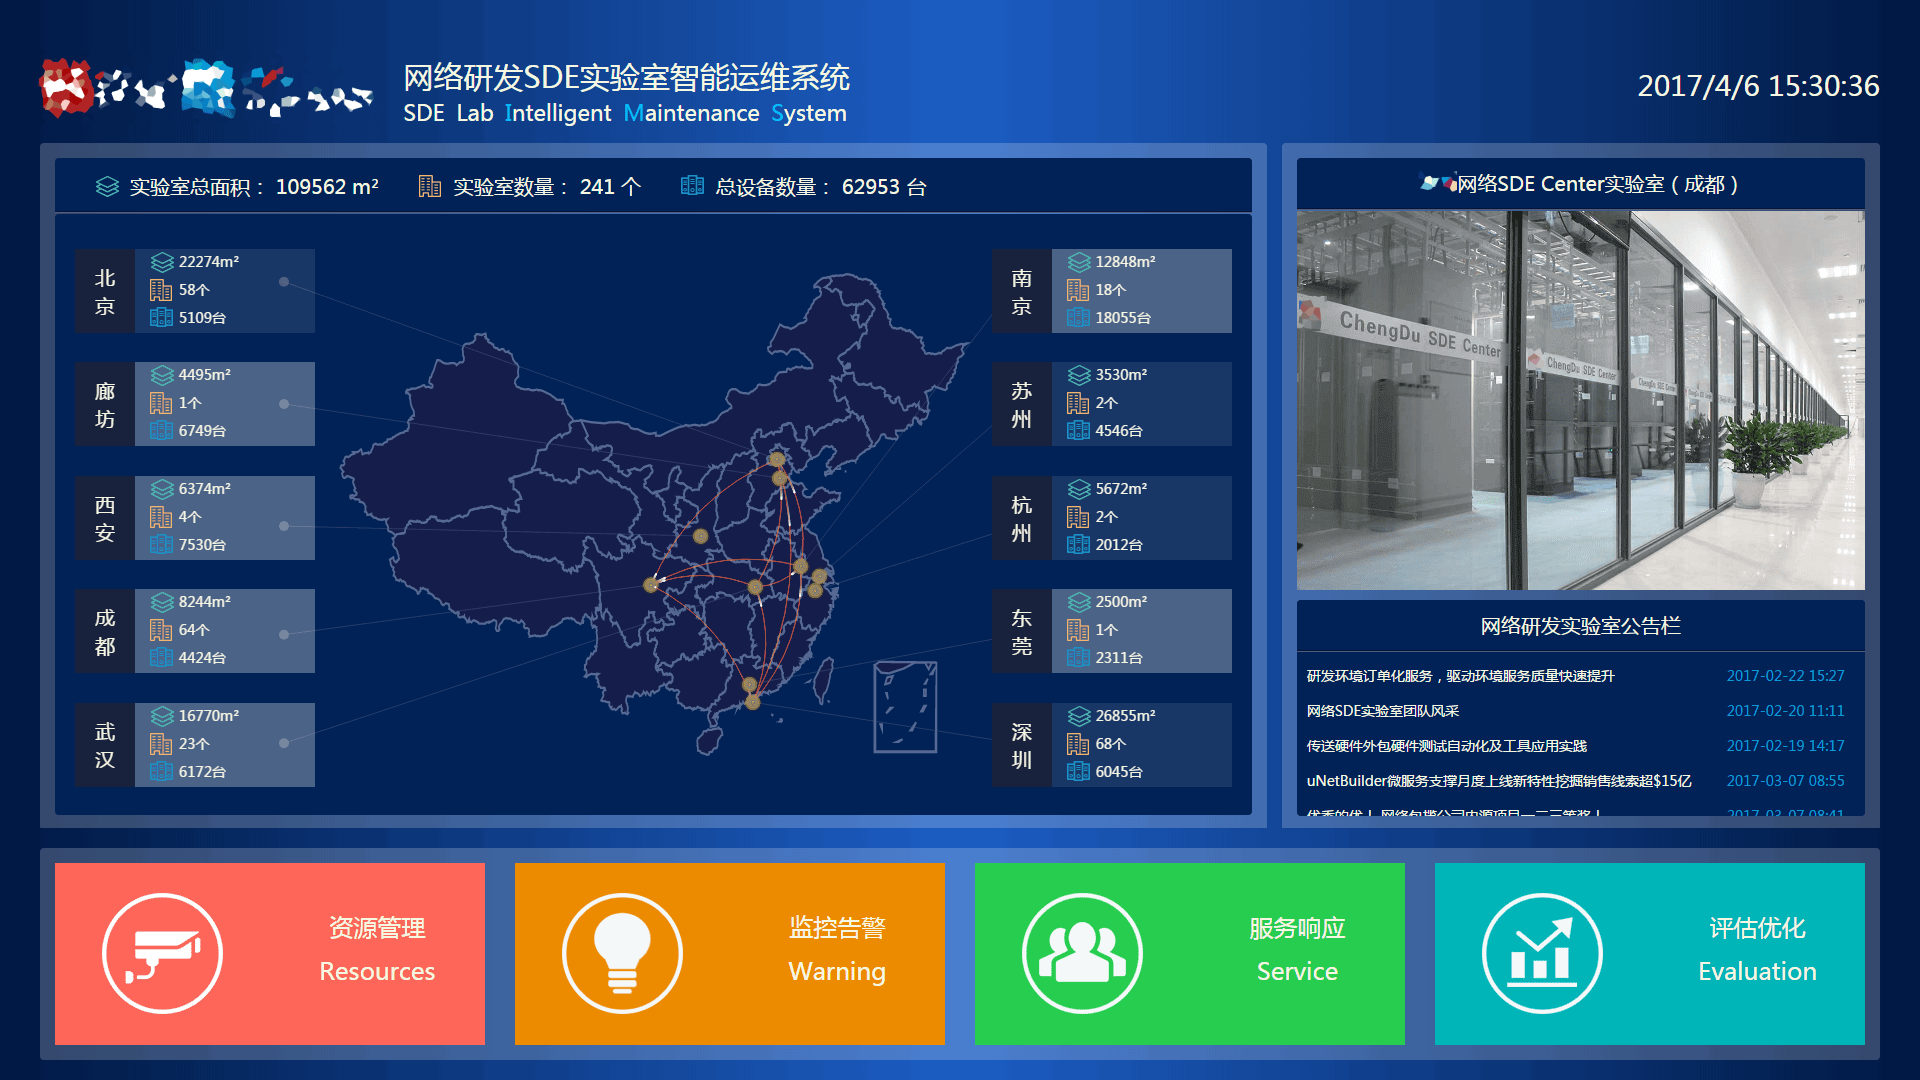 网络研发SDE实验室智能运维系统
SDE Lab Intelligent Maintenance System
2017/4/6 15:30:36
实验室总面积： 109562 m²
实验室数量： 241 个
总设备数量： 62953 台
北京
22274m²
58个
5109台
廊坊
4495m²
1个
6749台
西安
6374m²
4个
7530台
成都
8244m²
64个
4424台
武汉
16770m²
23个
6172台
南京
12848m²
18个
18055台
苏州
3530m²
2个
4546台
杭州
5672m²
2个
2012台
东莞
2500m²
1个
2311台
深圳
26855m²
68个
6045台
网络SDE Center实验室（成都）
ChengDu SDE Center
ChengDu SDE Center
ChengDu SDE Center
网络研发实验室公告栏
研发环境订单化服务，驱动环境服务质量快速提升 2017-02-22 15:27
网络SDE实验室团队风采 2017-02-20 11:11
传送硬件外包硬件测试自动化及工具应用实践 2017-02-19 14:17
uNetBuilder微服务支撑月度上线新特性挖掘销售线索超$15亿 2017-03-07 08:55
2017-03-07 08:41
资源管理
Resources
监控告警
Warning
服务响应
Service
评估优化
Evaluation